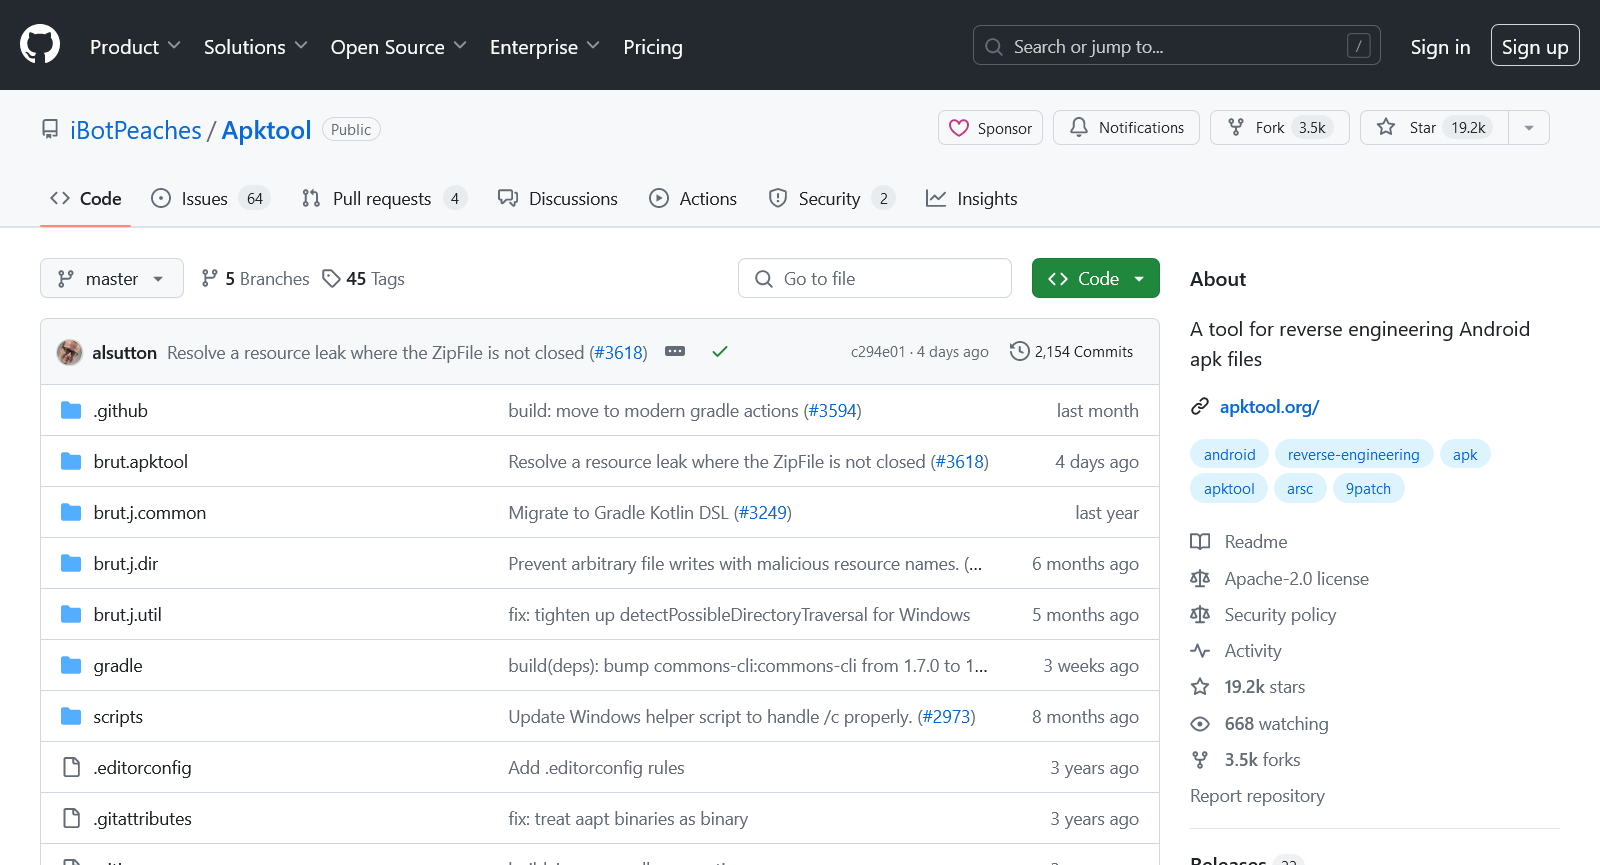 Product Solutions Open Source Enterprise Pricing Search or jump to... / Sign in Sign up
iBotPeaches / Apktool Public Sponsor Notifications Fork 3.5k Star 19.2k
Code Issues 64 Pull requests 4 Discussions Actions Security 2 Insights
master 5 Branches 45 Tags Go to file Code
alsutton Resolve a resource leak where the ZipFile is not closed (#3618) c294e01 · 4 days ago 2,154 Commits
.github build: move to modern gradle actions (#3594) last month
brut.apktool Resolve a resource leak where the ZipFile is not closed (#3618) 4 days ago
brut.j.common Migrate to Gradle Kotlin DSL (#3249) last year
brut.j.dir Prevent arbitrary file writes with malicious resource names. (... 6 months ago
brut.j.util fix: tighten up detectPossibleDirectoryTraversal for Windows 5 months ago
gradle build(deps): bump commons-cli:commons-cli from 1.7.0 to 1... 3 weeks ago
scripts Update Windows helper script to handle /c properly. (#2973) 8 months ago
.editorconfig Add .editorconfig rules 3 years ago
.gitattributes fix: treat aapt binaries as binary 3 years ago
About
A tool for reverse engineering Android
apk files
apktool.org/
android reverse-engineering apk
apktool arsc 9patch
Readme
Apache-2.0 license
Security policy
Activity
19.2k stars
668 watching
3.5k forks
Report repository